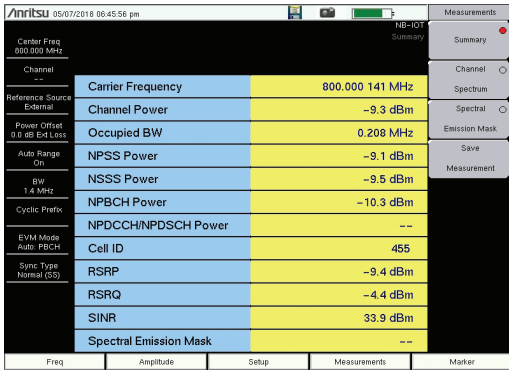 Anritsu 05/07/2018 06:45:56 pm
Measurements
NB-IOT
Summary
Center Freq
800.000 MHz
Channel
--
Reference Source
External
Power Offset
0.0 dB Ext Loss
Auto Range
On
BW
1.4 MHz
Cyclic Prefix
EVM Mode
Auto: PBCH
Sync Type
Normal (SS)
Carrier Frequency 800.000 141 MHz
Channel Power -9.3 dBm
Occupied BW 0.208 MHz
NPSS Power -9.1 dBm
NSSS Power -9.5 dBm
NPBCH Power -10.3 dBm
NPDCCH/NPDSCH Power --
Cell ID 455
RSRP -9.4 dBm
RSRQ -4.4 dBm
SINR 33.9 dBm
Spectral Emission Mask --
Summary
Channel
Spectrum
Spectral
Emission Mask
Save
Measurement
Freq Amplitude Setup Measurements Marker